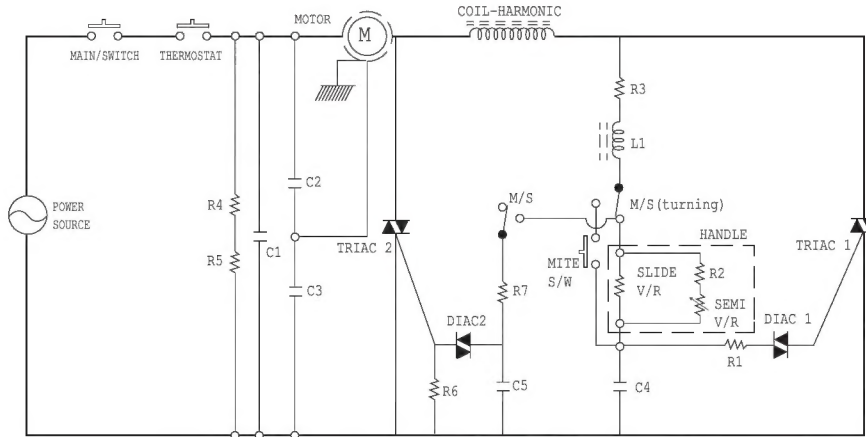 COIL-HARMONIC
MOTOR
M
MAIN/SWITCH
THERMOSTAT
R3
L1
C2
M/S
M/S(turning)
POWER
SOURCE
R4
HANDLE
C1
TRIAC 2
TRIAC 1
R5
MITE
S/W
SLIDE
V/R
R2
C3
R7
SEMI
V/R
DIAC2
DIAC 1
R1
R6
C5
C4